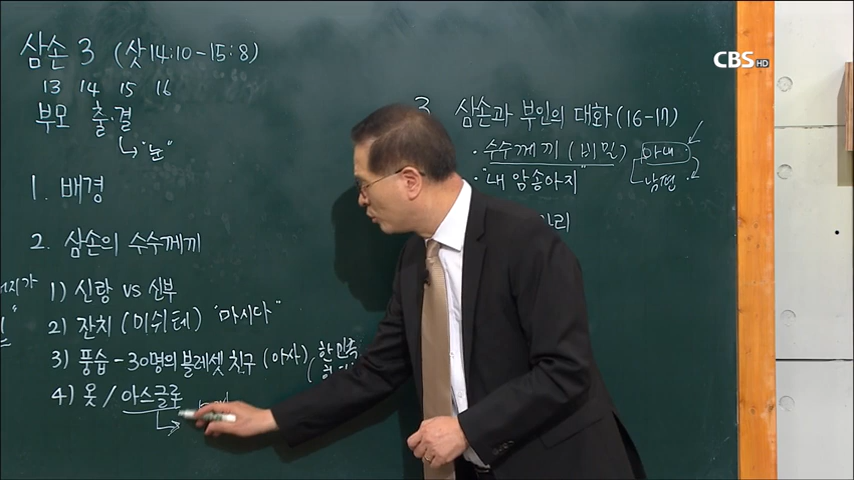 삼손 3 (삿 14:10-15:8)
13 14 15 16
부모 출·결
"눈"
1. 배경
2. 삼손의 수수께끼
1) 신랑 vs 신부
2) 잔치 (미쉬테) "마시다"
3) 풍습 - 30명의 블레셋 친구 (아사)
4) 옷 / 아스글루
3 삼손과 부인의 대화 (16-17)
· 수수께끼 (비밀) 아내
· "내 암송아지" 남편
CBS HD